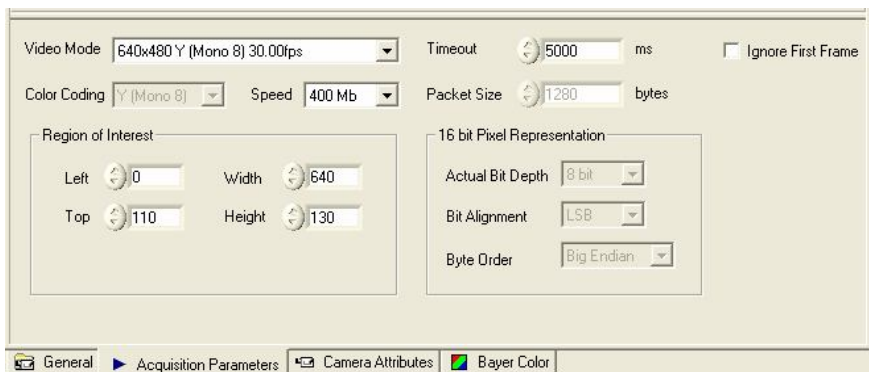 Video Mode 640x480 Y (Mono 8) 30.00fps Timeout 5000 ms Ignore First Frame
Color Coding Y (Mono 8) Speed 400 Mb Packet Size 1280 bytes
Region of Interest 16 bit Pixel Representation
Left 0 Width 640 Actual Bit Depth 8 bit
Top 110 Height 130 Bit Alignment LSB
Byte Order Big Endian
General Acquisition Parameters Camera Attributes Bayer Color